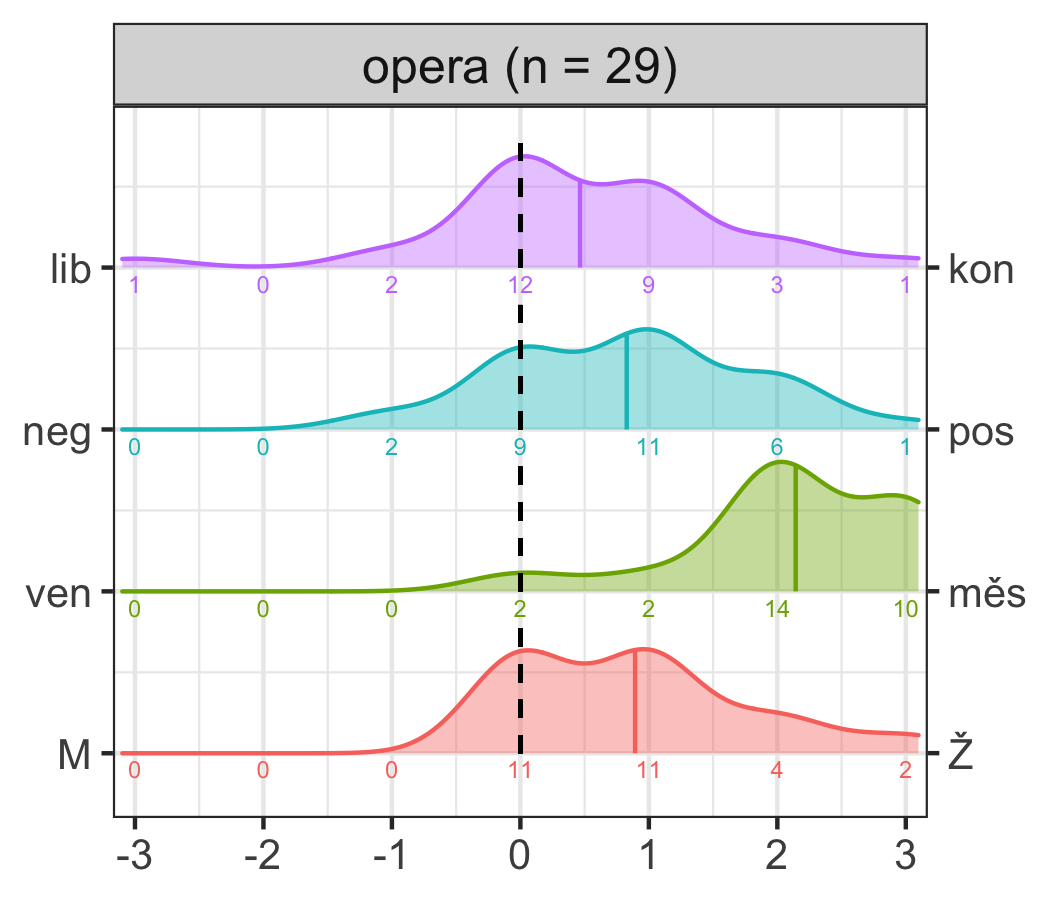 opera (n = 29)
lib kon
1 0 2 12 9 3 1
neg pos
0 0 2 9 11 6 1
ven měs
0 0 0 2 2 14 10
M Ž
0 0 0 11 11 4 2
-3 -2 -1 0 1 2 3